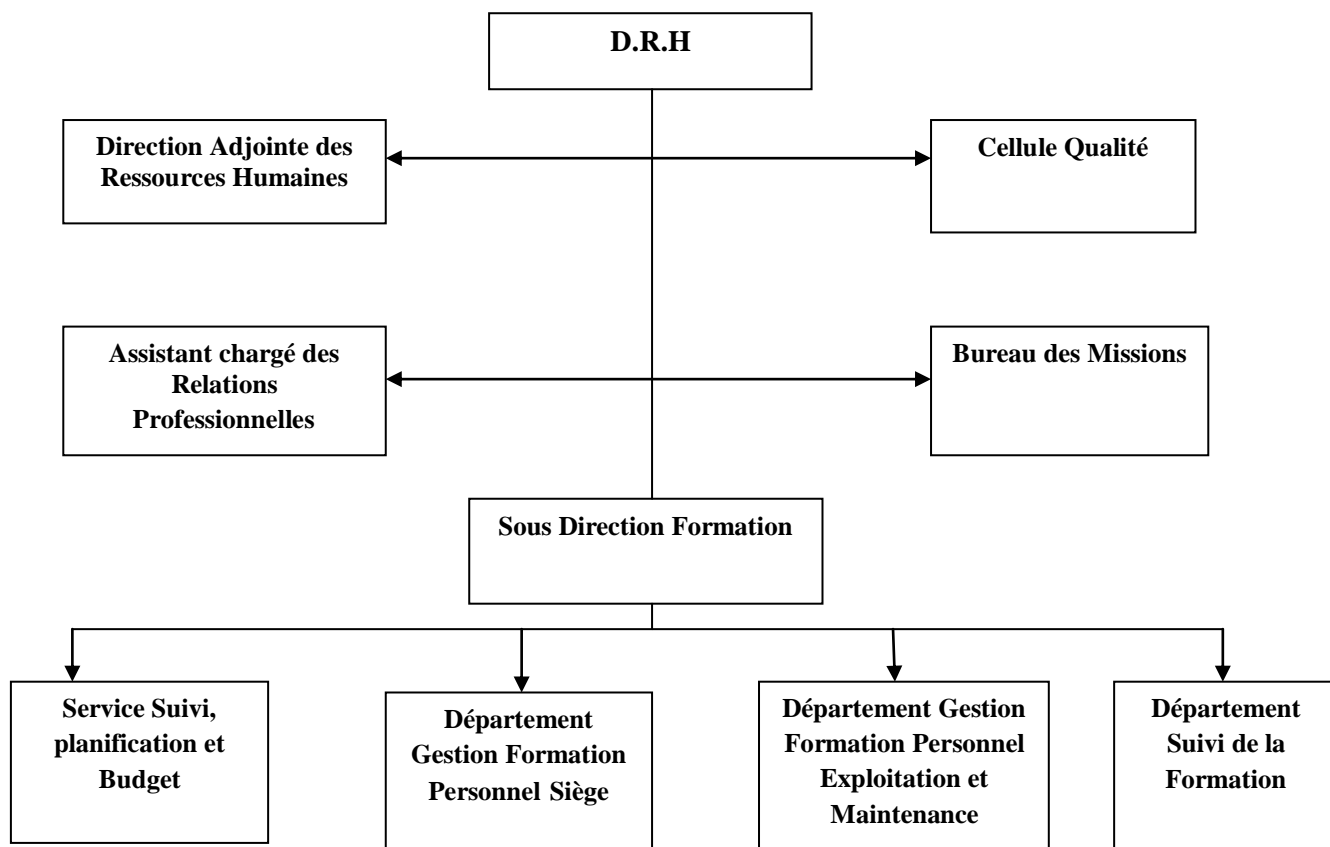 D.R.H
Direction Adjointe des
Ressources Humaines
Cellule Qualité
Assistant chargé des
Relations
Professionnelles
Bureau des Missions
Sous Direction Formation
Service Suivi,
planification et
Budget
Département
Gestion Formation
Personnel Siège
Département Gestion
Formation Personnel
Exploitation et
Maintenance
Département
Suivi de la
Formation